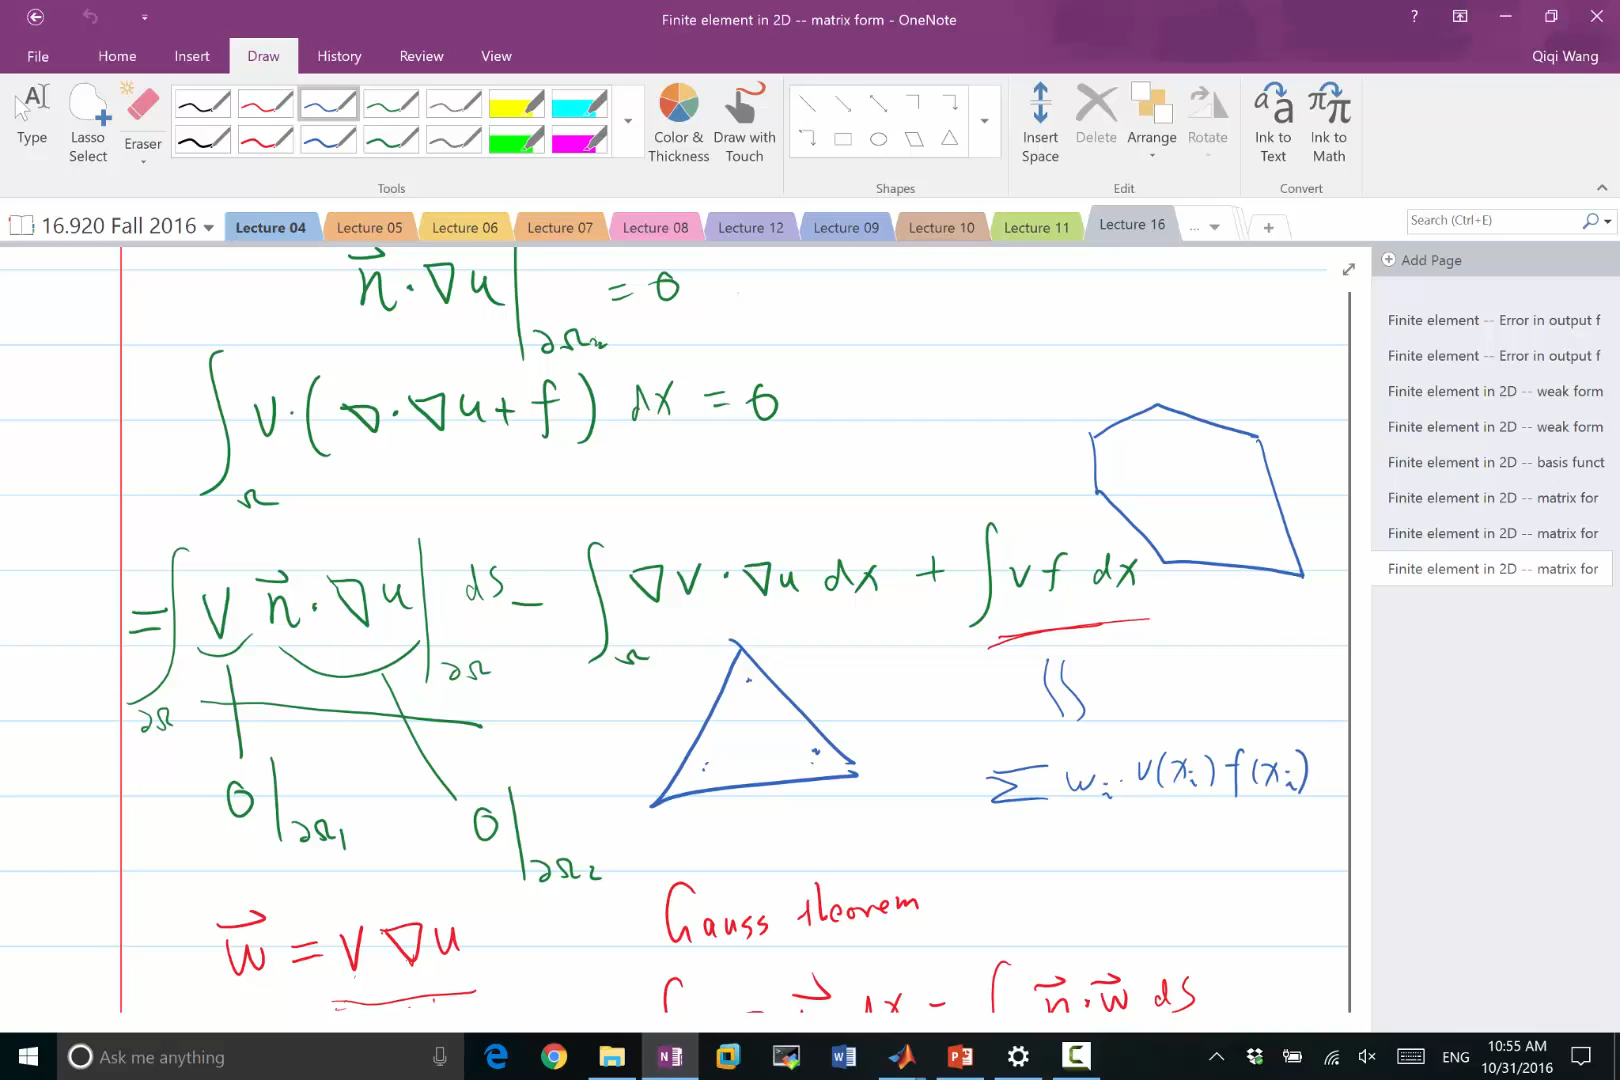 Finite element in 2D -- matrix form - OneNote
?
File Home Insert Draw History Review View
Qiqi Wang
Type
Lasso Select
Eraser
Color & Thickness
Draw with Touch
Insert Space
Delete
Arrange
Rotate
Ink to Text
Ink to Math
Tools Shapes Edit Convert
16.920 Fall 2016 Lecture 04 Lecture 05 Lecture 06 Lecture 07 Lecture 08 Lecture 12 Lecture 09 Lecture 10 Lecture 11 Lecture 16 ...
Search (Ctrl+E)
Add Page
Finite element -- Error in output f
Finite element -- Error in output f
Finite element in 2D -- weak form
Finite element in 2D -- weak form
Finite element in 2D -- basis funct
Finite element in 2D -- matrix for
Finite element in 2D -- matrix for
Finite element in 2D -- matrix for
n⃗ · ∇u |∂Ω₂ = 0
∫Ω v · (∇ · ∇u + f) dx = 0
= ∫∂Ω v n⃗ · ∇u |∂Ω ds - ∫Ω ∇v · ∇u dx + ∫ v f dx
≈
Σ wᵢ · v(xᵢ) f(xᵢ)
0 |∂Ω₁ 0 |∂Ω₂
w⃗ = v ∇u
Gauss theorem
dx = ∫ n⃗ · w⃗ ds
Ask me anything
ENG
10:55 AM
10/31/2016